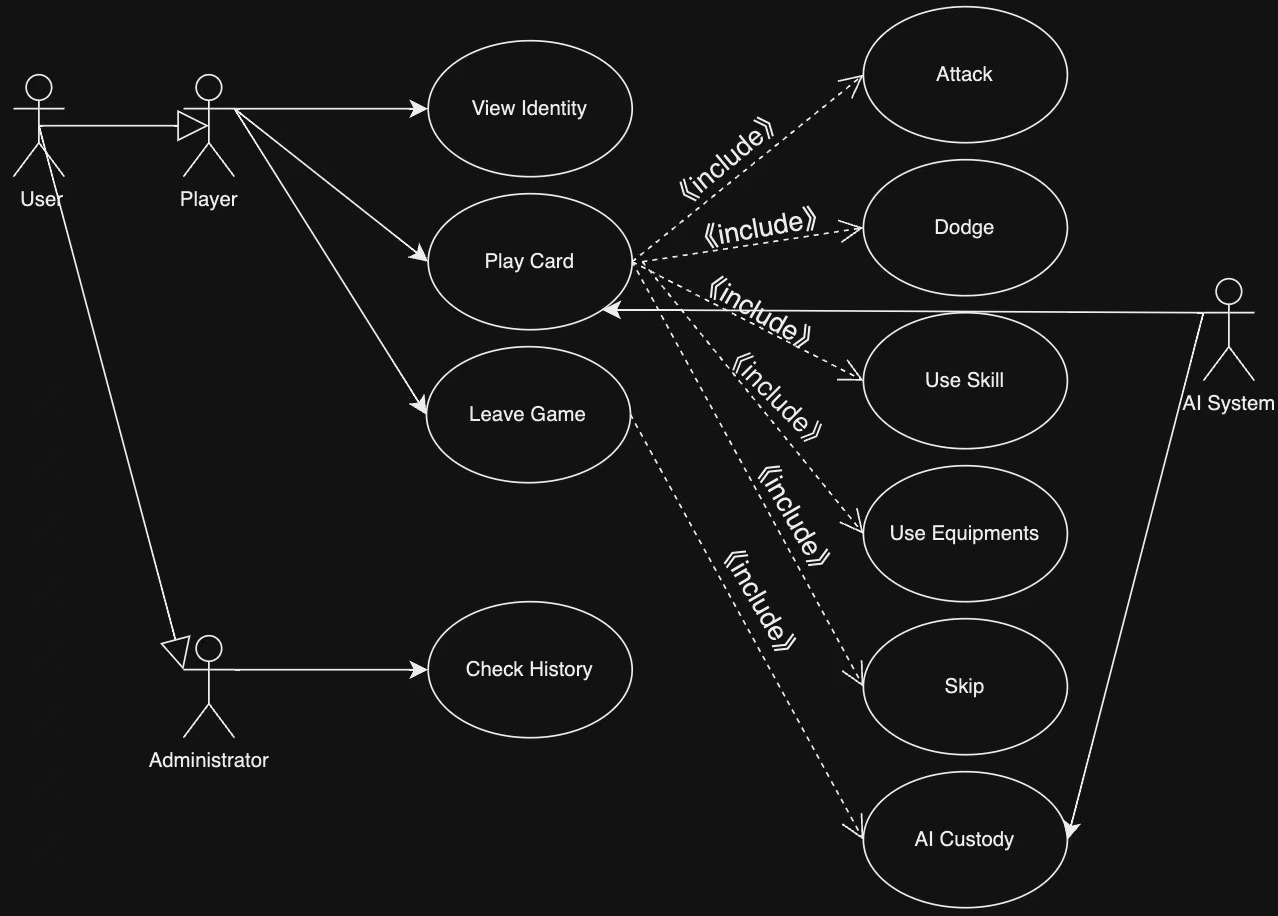 Attack
View Identity
《include》
User
Player
Dodge
《include》
Play Card
《include》
Use Skill
AI System
《include》
Leave Game
《include》
Use Equipments
《include》
Check History
Skip
Administrator
AI Custody